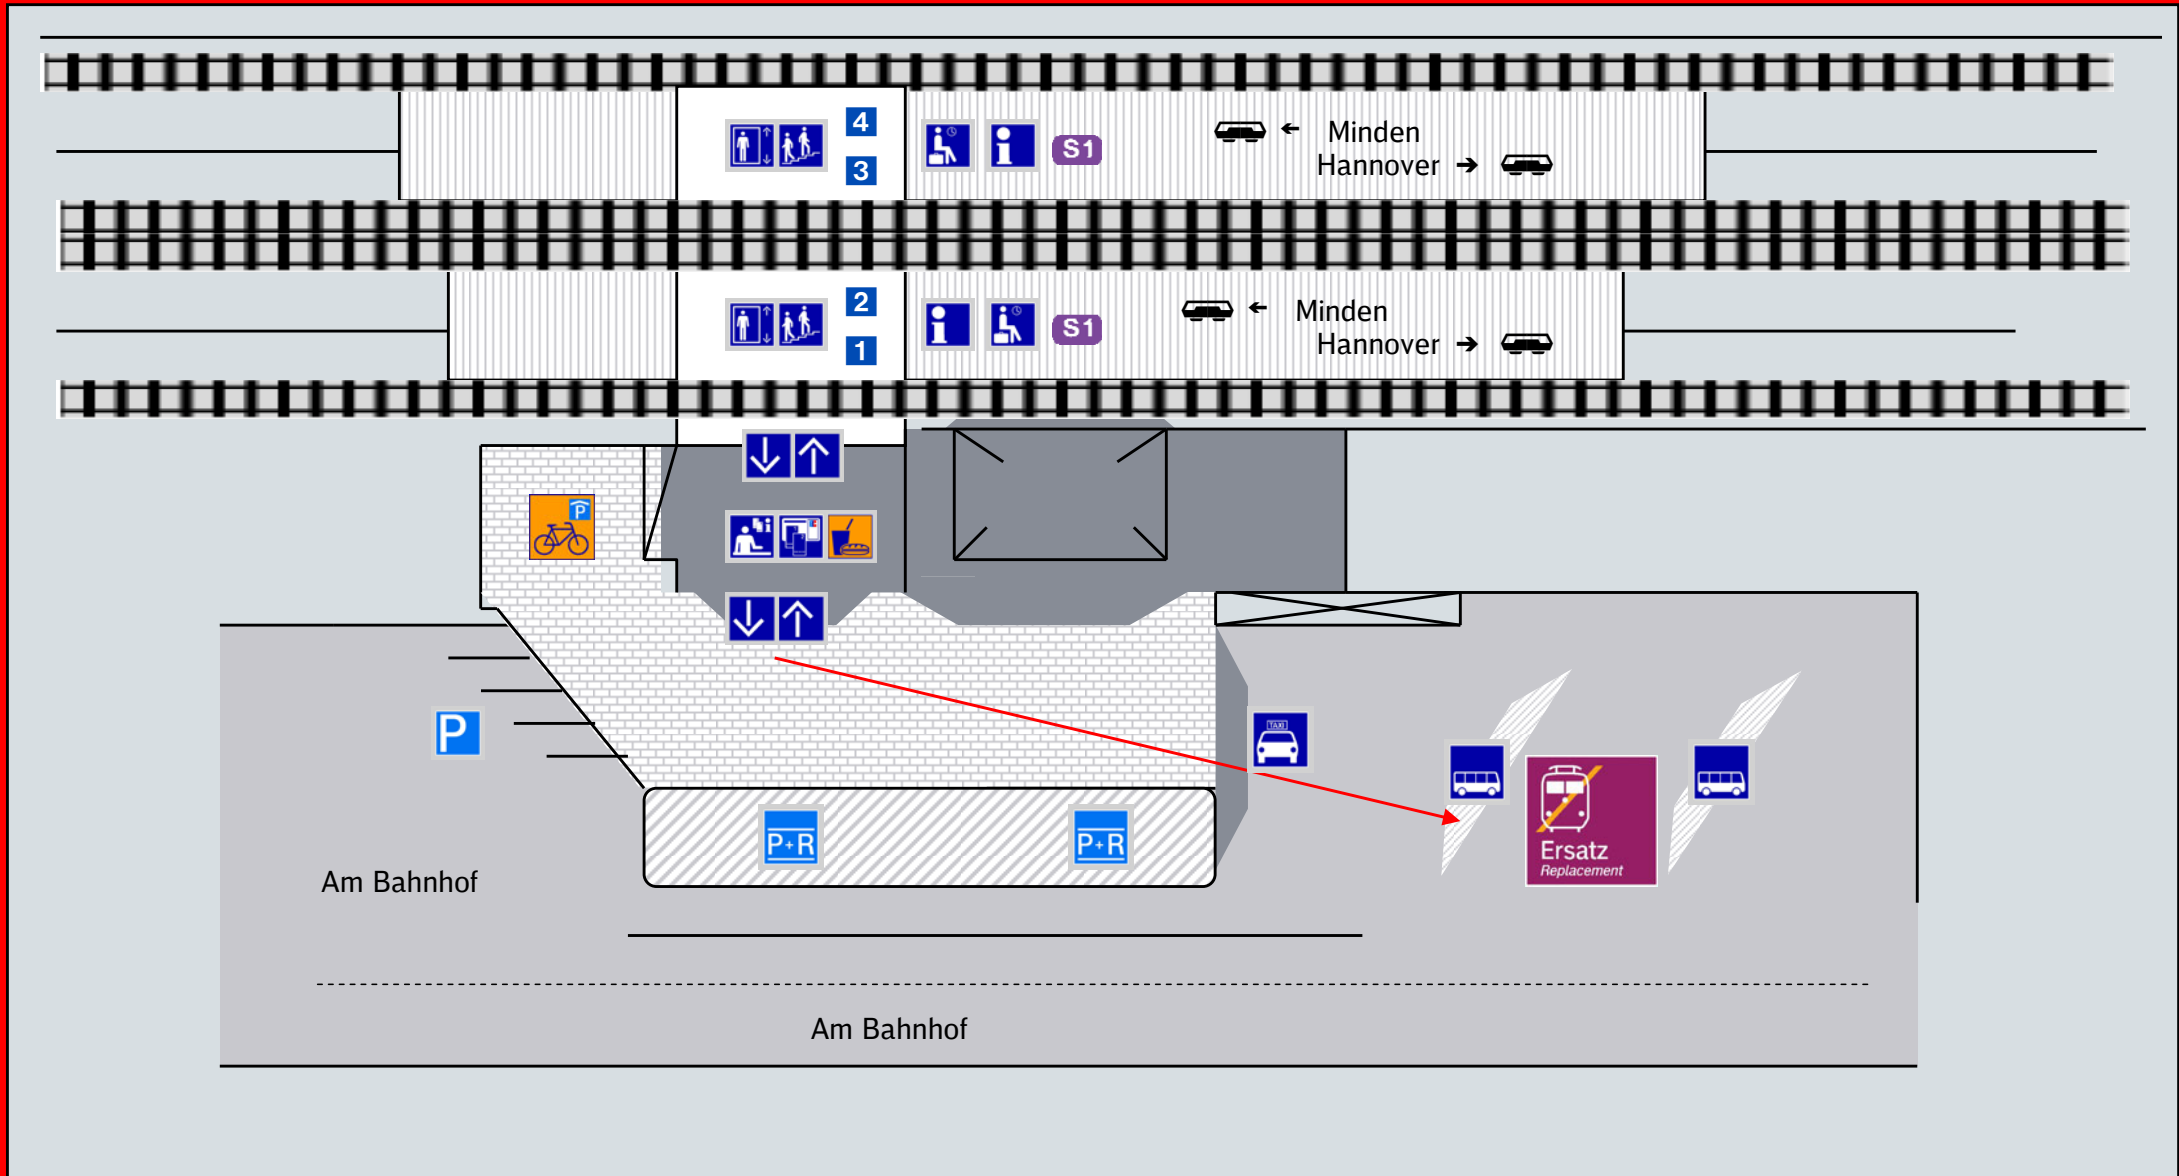 4
Minden
3
S1
Hannover
2
Minden
1
S1
Hannover
P
i
TAXI
P
P+R
P+R
Ersatz
Replacement
Am Bahnhof
Am Bahnhof